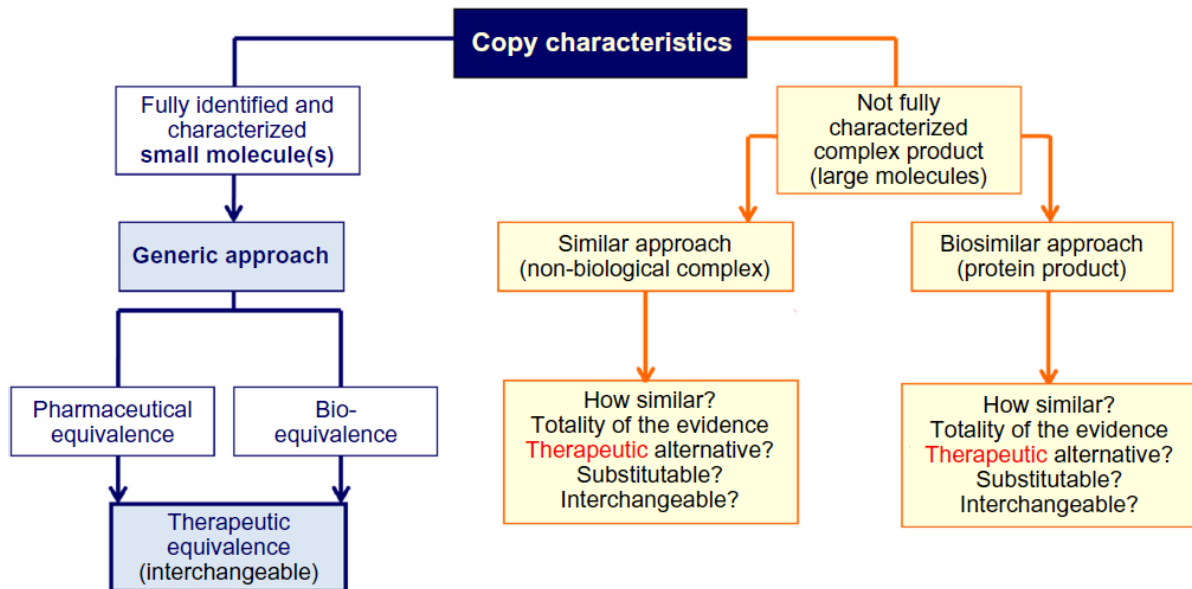 Copy characteristics
Fully identified and
characterized
small molecule(s)
Generic approach
Pharmaceutical
equivalence
Bio-
equivalence
Therapeutic
equivalence
(interchangeable)
Not fully
characterized
complex product
(large molecules)
Similar approach
(non-biological complex)
How similar?
Totality of the evidence
Therapeutic alternative?
Substitutable?
Interchangeable?
Biosimilar approach
(protein product)
How similar?
Totality of the evidence
Therapeutic alternative?
Substitutable?
Interchangeable?